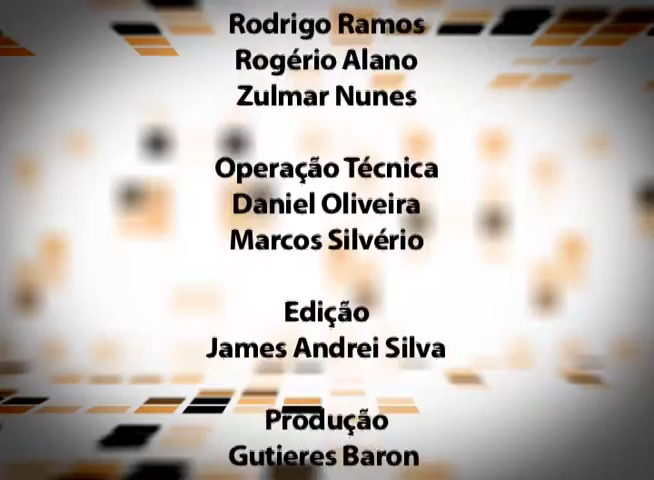 Rodrigo Ramos
Rogério Alano
Zulmar Nunes
Operação Técnica
Daniel Oliveira
Marcos Silvério
Edição
James Andrei Silva
Produção
Gutieres Baron